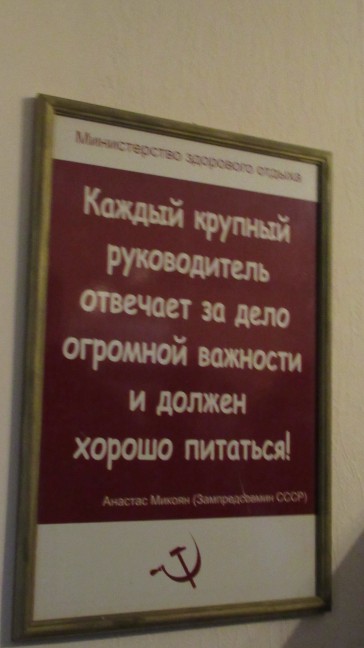 Министерство здорового отдыха
Каждый крупный
руководитель
отвечает за дело
огромной важности
и должен
хорошо питаться!
Анастас Микоян (Зампредсовмин СССР)